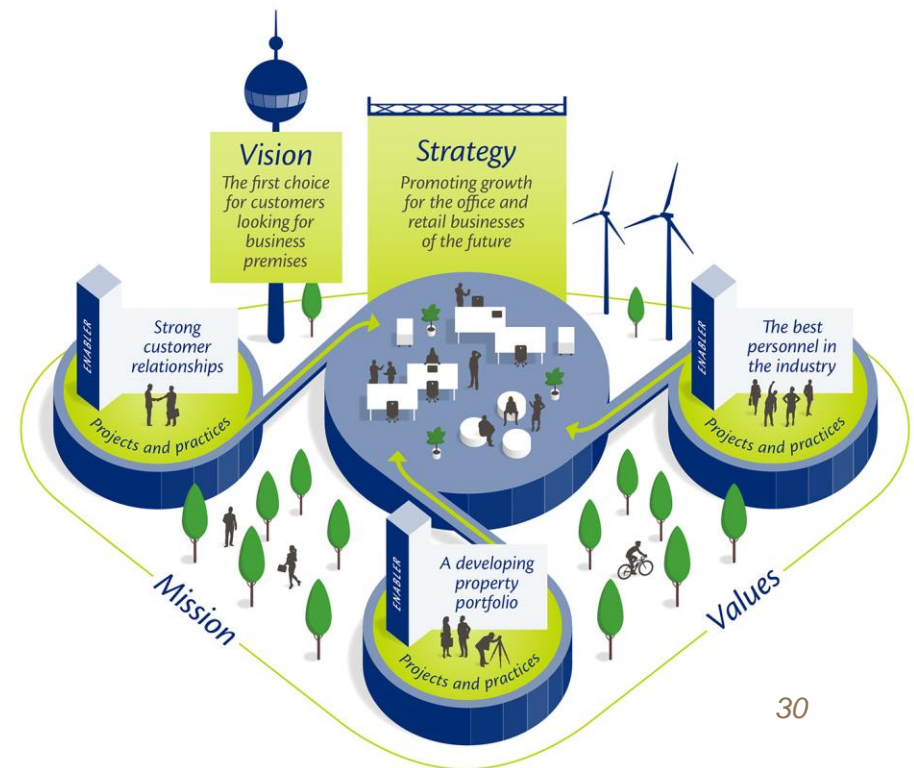 Vision
The first choice
for customers
looking for
business
premises
Strategy
Promoting growth
for the office and
retail businesses
of the future
ENABLER
Strong
customer
relationships
Projects and practices
ENABLER
The best
personnel in
the industry
Projects and practices
ENABLER
A developing
property
portfolio
Projects and practices
Mission
Values
30